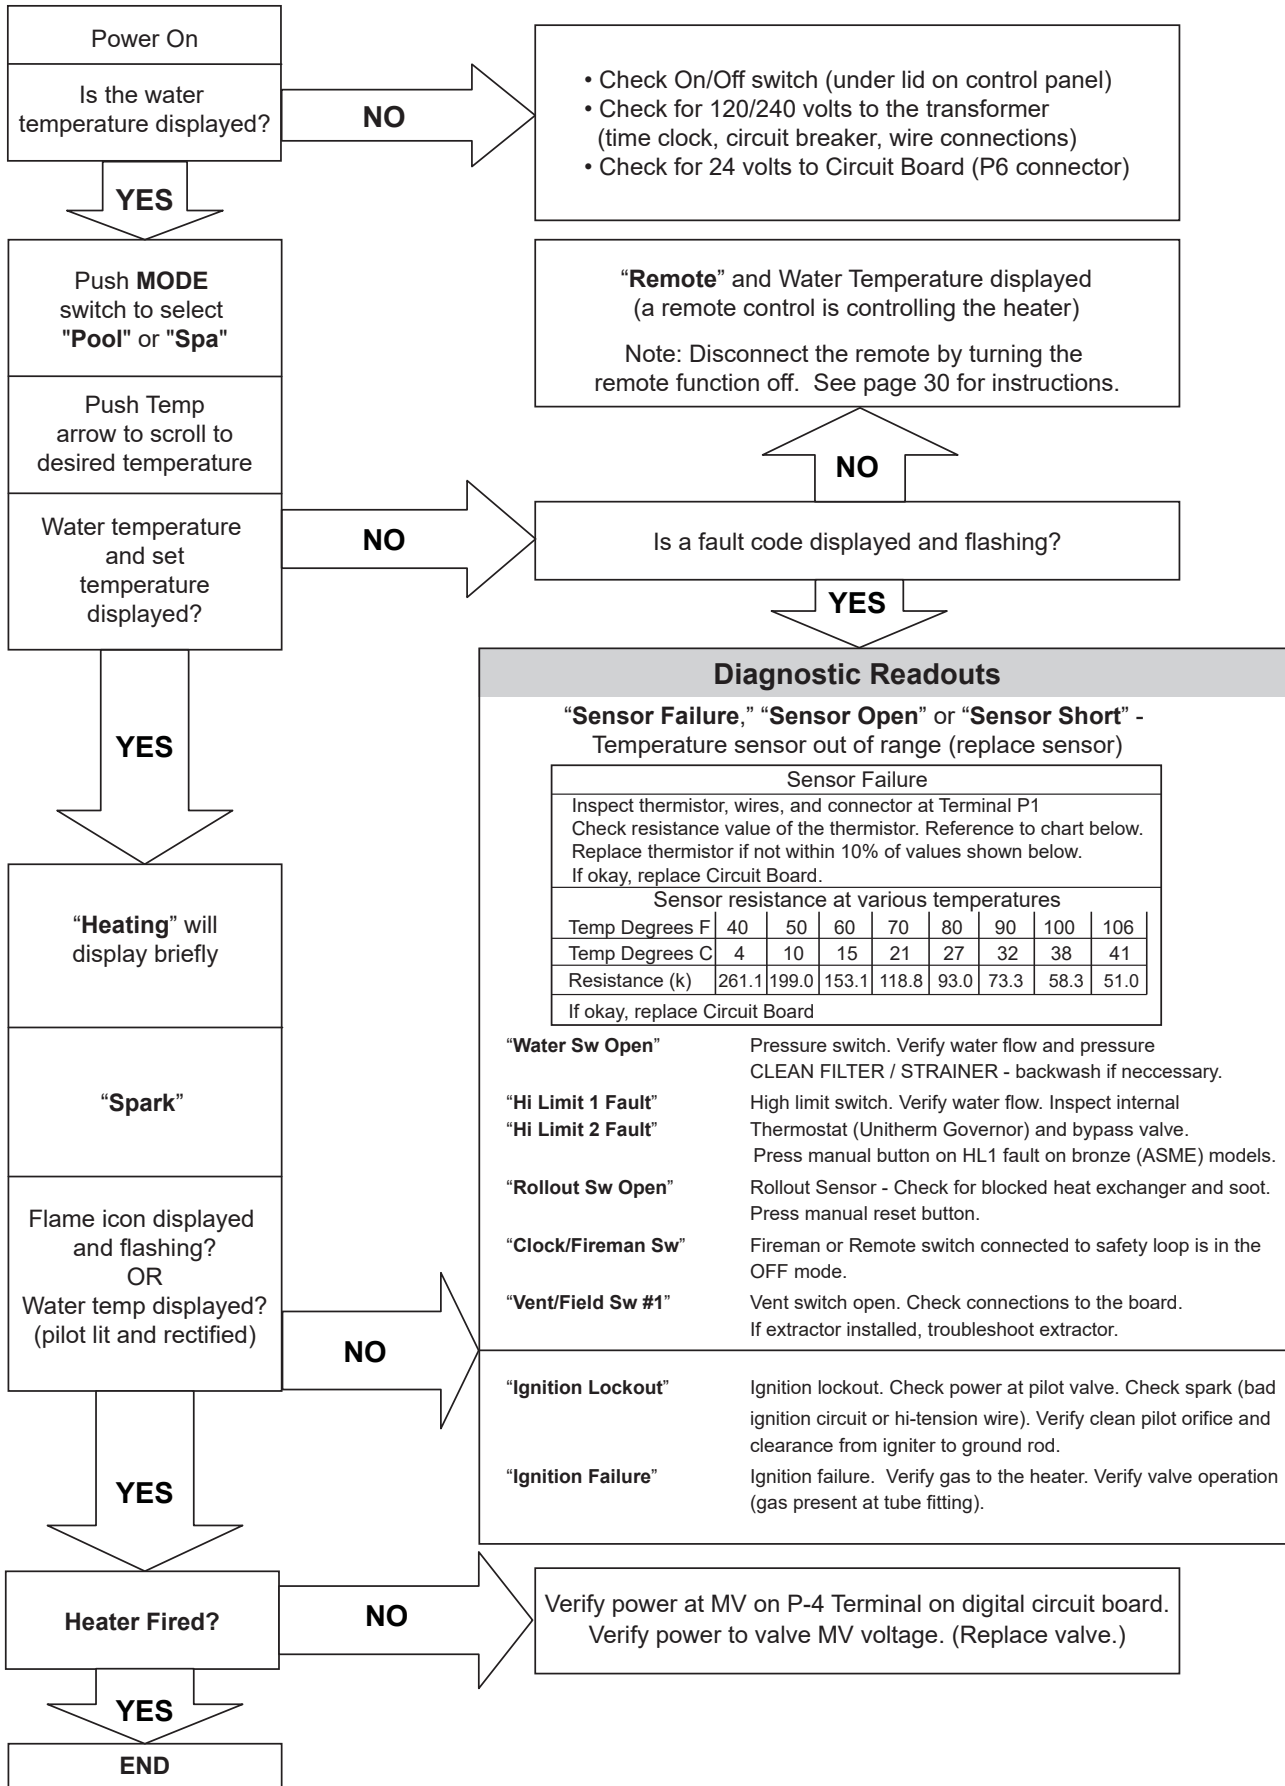 Power On
Is the water
temperature displayed?
NO
• Check On/Off switch (under lid on control panel)
• Check for 120/240 volts to the transformer
(time clock, circuit breaker, wire connections)
• Check for 24 volts to Circuit Board (P6 connector)
YES
Push MODE
switch to select
"Pool" or "Spa"
Push Temp
arrow to scroll to
desired temperature
Water temperature
and set
temperature
displayed?
“Remote” and Water Temperature displayed
(a remote control is controlling the heater)
Note: Disconnect the remote by turning the
remote function off.  See page 30 for instructions.
NO
NO
Is a fault code displayed and flashing?
YES
YES
Diagnostic Readouts
“Sensor Failure,” “Sensor Open” or “Sensor Short” -
Temperature sensor out of range (replace sensor)
Sensor Failure
Inspect thermistor, wires, and connector at Terminal P1
Check resistance value of the thermistor. Reference to chart below.
Replace thermistor if not within 10% of values shown below.
If okay, replace Circuit Board.
Sensor resistance at various temperatures
Temp Degrees F 40 50 60 70 80 90 100 106
Temp Degrees C 4 10 15 21 27 32 38 41
Resistance (k) 261.1 199.0 153.1 118.8 93.0 73.3 58.3 51.0
If okay, replace Circuit Board
“Water Sw Open” Pressure switch. Verify water flow and pressure
CLEAN FILTER / STRAINER - backwash if neccessary.
“Hi Limit 1 Fault” High limit switch. Verify water flow. Inspect internal
“Hi Limit 2 Fault” Thermostat (Unitherm Governor) and bypass valve.
Press manual button on HL1 fault on bronze (ASME) models.
“Rollout Sw Open” Rollout Sensor - Check for blocked heat exchanger and soot.
Press manual reset button.
“Clock/Fireman Sw” Fireman or Remote switch connected to safety loop is in the
OFF mode.
“Vent/Field Sw #1” Vent switch open. Check connections to the board.
If extractor installed, troubleshoot extractor.
“Ignition Lockout” Ignition lockout. Check power at pilot valve. Check spark (bad
ignition circuit or hi-tension wire). Verify clean pilot orifice and
clearance from igniter to ground rod.
“Ignition Failure” Ignition failure.  Verify gas to the heater. Verify valve operation
(gas present at tube fitting).
“Heating” will
display briefly
“Spark”
Flame icon displayed
and flashing?
OR
Water temp displayed?
(pilot lit and rectified)
NO
YES
Heater Fired?
NO
Verify power at MV on P-4 Terminal on digital circuit board.
Verify power to valve MV voltage. (Replace valve.)
YES
END